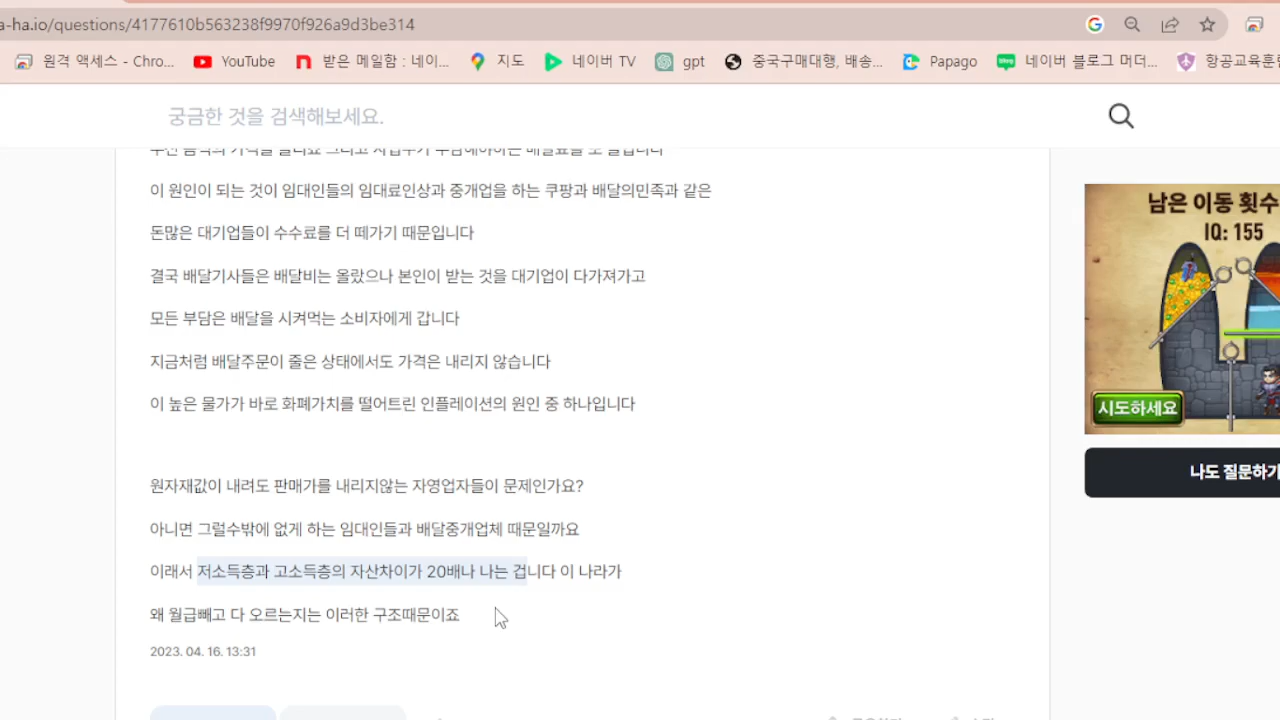 a-ha.io/questions/4177610b563238f9970f926a9d3be314
원격 액세스 - Chro... YouTube 받은 메일함 : 네이... 지도 네이버 TV gpt 중국구매대행, 배송... Papago 네이버 블로그 머더... 항공교육훈련
궁금한 것을 검색해보세요.
이 원인이 되는 것이 임대인들의 임대료인상과 중개업을 하는 쿠팡과 배달의민족과 같은
돈많은 대기업들이 수수료를 더 떼가기 때문입니다
결국 배달기사들은 배달비는 올랐으나 본인이 받는 것을 대기업이 다가져가고
모든 부담은 배달을 시켜먹는 소비자에게 갑니다
지금처럼 배달주문이 줄은 상태에서도 가격은 내리지 않습니다
이 높은 물가가 바로 화폐가치를 떨어트린 인플레이션의 원인 중 하나입니다
원자재값이 내려도 판매가를 내리지않는 자영업자들이 문제인가요?
아니면 그럴수밖에 없게 하는 임대인들과 배달중개업체 때문일까요
이래서 저소득층과 고소득층의 자산차이가 20배나 나는 겁니다 이 나라가
왜 월급빼고 다 오르는지는 이러한 구조때문이죠
2023. 04. 16. 13:31
남은 이동 횟수
IQ: 155
시도하세요
나도 질문하기